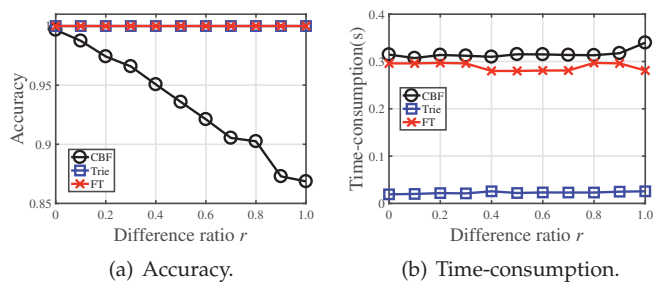 Accuracy
0.95
0.9
0.85
CBF
Trie
FT
0 0.2 0.4 0.6 0.8 1.0
Difference ratio r
(a) Accuracy.
Time-consumption(s)
0.4
0.3
0.2
0.1
0
CBF
Trie
FT
0 0.2 0.4 0.6 0.8 1.0
Difference ratio r
(b) Time-consumption.